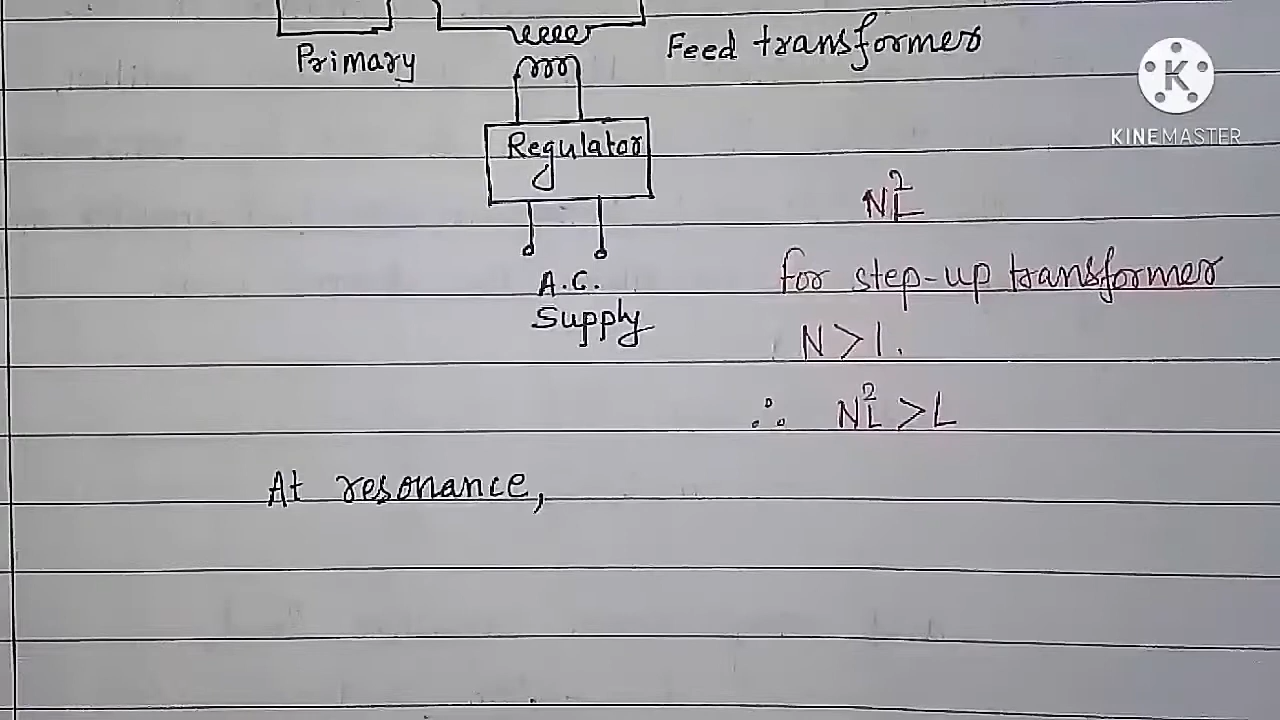 Primary
Feed transformer
KINEMASTER
Regulator
A.C.
Supply
N²L
for step-up transformer
N > 1.
∴ N²L > L
At resonance,